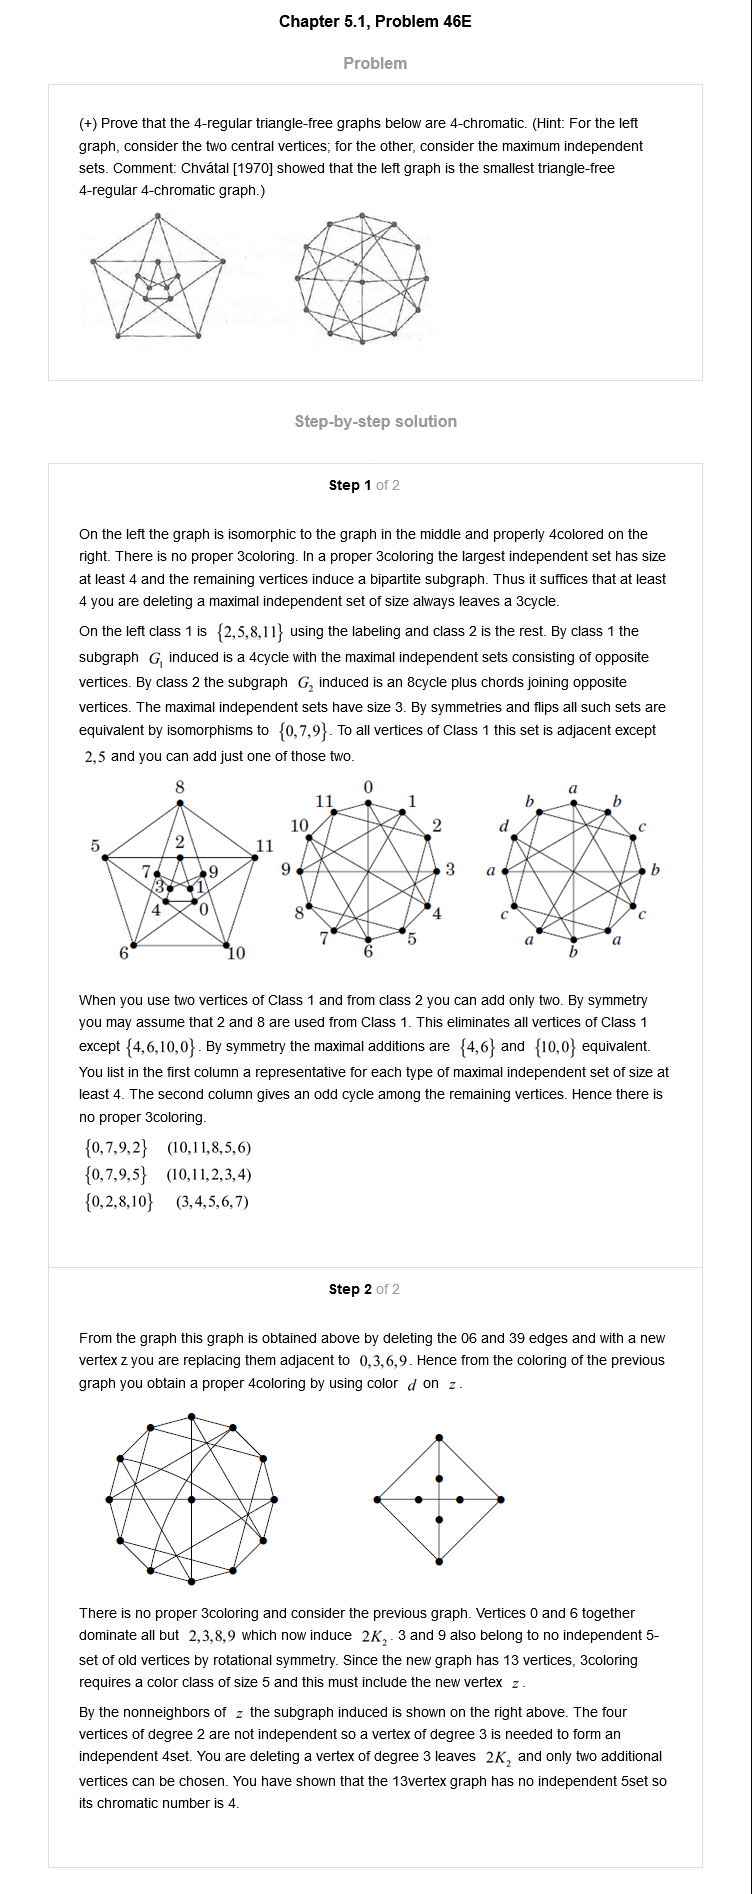 Chapter 5.1, Problem 46E
Problem
(+) Prove that the 4-regular triangle-free graphs below are 4-chromatic. (Hint: For the left
graph, consider the two central vertices; for the other, consider the maximum independent
sets. Comment: Chvátal [1970] showed that the left graph is the smallest triangle-free
4-regular 4-chromatic graph.)
Step-by-step solution
Step 1 of 2
On the left the graph is isomorphic to the graph in the middle and properly 4colored on the
right. There is no proper 3coloring. In a proper 3coloring the largest independent set has size
at least 4 and the remaining vertices induce a bipartite subgraph. Thus it suffices that at least
4 you are deleting a maximal independent set of size always leaves a 3cycle.
On the left class 1 is {2,5,8,11} using the labeling and class 2 is the rest. By class 1 the
subgraph G₁ induced is a 4cycle with the maximal independent sets consisting of opposite
vertices. By class 2 the subgraph G₂ induced is an 8cycle plus chords joining opposite
vertices. The maximal independent sets have size 3. By symmetries and flips all such sets are
equivalent by isomorphisms to {0,7,9}. To all vertices of Class 1 this set is adjacent except
2,5 and you can add just one of those two.
8
5
2
11
7
9
3
1
4
0
6
10
0
11
1
10
2
9
3
8
4
7
5
6
a
b
b
d
c
a
b
c
c
a
a
b
When you use two vertices of Class 1 and from class 2 you can add only two. By symmetry
you may assume that 2 and 8 are used from Class 1. This eliminates all vertices of Class 1
except {4,6,10,0}. By symmetry the maximal additions are {4,6} and {10,0} equivalent.
You list in the first column a representative for each type of maximal independent set of size at
least 4. The second column gives an odd cycle among the remaining vertices. Hence there is
no proper 3coloring.
{0,7,9,2} (10,11,8,5,6)
{0,7,9,5} (10,11,2,3,4)
{0,2,8,10} (3,4,5,6,7)
Step 2 of 2
From the graph this graph is obtained above by deleting the 06 and 39 edges and with a new
vertex z you are replacing them adjacent to 0,3,6,9. Hence from the coloring of the previous
graph you obtain a proper 4coloring by using color d on z.
There is no proper 3coloring and consider the previous graph. Vertices 0 and 6 together
dominate all but 2,3,8,9 which now induce 2K₂. 3 and 9 also belong to no independent 5-
set of old vertices by rotational symmetry. Since the new graph has 13 vertices, 3coloring
requires a color class of size 5 and this must include the new vertex z.
By the nonneighbors of z the subgraph induced is shown on the right above. The four
vertices of degree 2 are not independent so a vertex of degree 3 is needed to form an
independent 4set. You are deleting a vertex of degree 3 leaves 2K₂ and only two additional
vertices can be chosen. You have shown that the 13vertex graph has no independent 5set so
its chromatic number is 4.